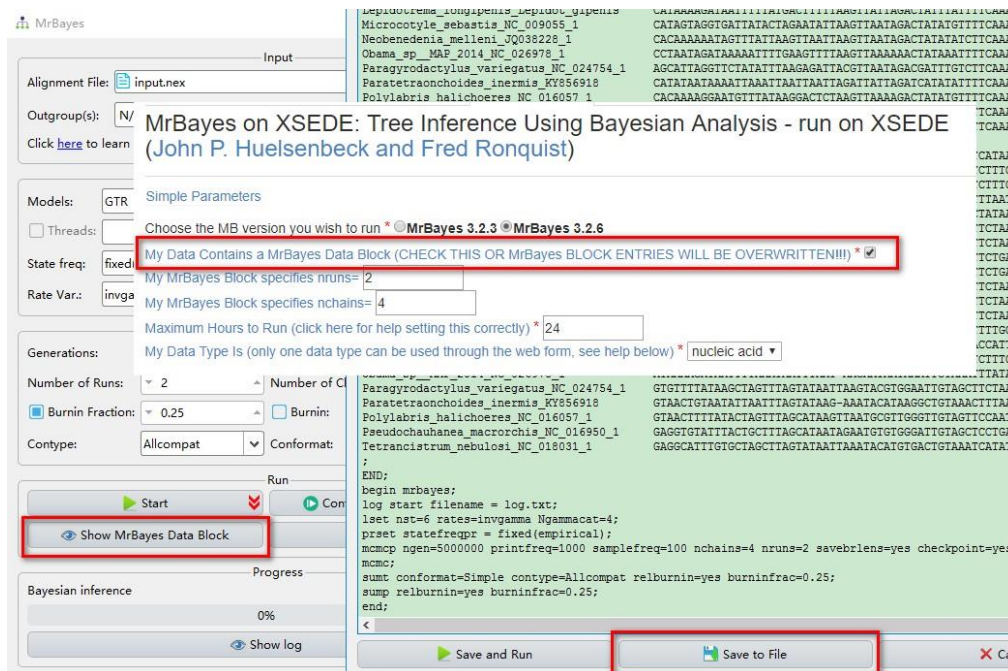 MrBayes
Input
Alignment File: input.nex
Outgroup(s): N/
Click here to learn
Models: GTR
Threads:
State freq: fixed
Rate Var.: invga
Generations:
Number of Runs: 2 Number of Cl
Burnin Fraction: 0.25 Burnin:
Contype: Allcompat Conformat:
Run
Start Con
Show MrBayes Data Block
Progress
Bayesian inference
0%
Show log
Microcotyle_sebastis_NC_009055_1 CATAGTAGGTGATTATACTAGAATATTAAGTTAATAGACTATATGTTTTCAA
Neobenedenia_melleni_JQ038228_1 CACAAAAAATAGTTTATTAAGTTAATTAAGTTAATAGACTATATATCTTCAA
Obama_sp__MAP_2014_NC_026978_1 CCTAATAGATAAAAATTTTGAAGTTTTAAGTTAAAAAACTATAAATTTTCAA
Paragyrodactylus_variegatus_NC_024754_1 AGCATTAGGTTCTATATTTAAGAGATTACGTTAATAGACGATTTGTCTTCAA
Paratetraonchoides_inermis_KY856918 CATATAATAAAATTAAATTAATTAATTAGATTATTAGATCATATATTTTCAA
Polylabris_halichoeres_NC_016057_1 CACAAAAGGAATGTTTATAAGGACTCTAAGTTAAAAGACTATATGTTTTCAA
MrBayes on XSEDE: Tree Inference Using Bayesian Analysis - run on XSEDE
(John P. Huelsenbeck and Fred Ronquist)
Simple Parameters
Choose the MB version you wish to run * MrBayes 3.2.3 MrBayes 3.2.6
My Data Contains a MrBayes Data Block (CHECK THIS OR MrBayes BLOCK ENTRIES WILL BE OVERWRITTEN!!!) *
My MrBayes Block specifies nruns= 2
My MrBayes Block specifies nchains= 4
Maximum Hours to Run (click here for help setting this correctly) * 24
My Data Type Is (only one data type can be used through the web form, see help below) * nucleic acid
Paragyrodactylus_variegatus_NC_024754_1 GTGTTTTATAAGCTAGTTTAGTATAATTAAGTACGTGGAATTGTAGCTTCTAA
Paratetraonchoides_inermis_KY856918 GTAACTGTAATATTAATTTAGTATAAG-AAATACATAAGGCTGTAAACTTTAA
Polylabris_halichoeres_NC_016057_1 GTAACTTTTATACTAGTTTAGCATAAGTTAATGCGTTGGGTTGTAGTTCCAA
Pseudochauhanea_macrorchis_NC_016950_1 GAGGTGTATTTACTGCTTTAGCATAATAGAATGTGTGGGATTGTAGCTCCTGA
Tetrancistrum_nebulosi_NC_018031_1 GAGGCATTTGTGCTAGCTTAGTATAATTAAATACATGTGACTGTAAATCATA
;
END;
begin mrbayes;
log start filename = log.txt;
lset nst=6 rates=invgamma Ngammacat=4;
prset statefreqpr = fixed(empirical);
mcmcp ngen=5000000 printfreq=1000 samplefreq=100 nchains=4 nruns=2 savebrlens=yes checkpoint=yes
mcmc;
sumt conformat=Simple contype=Allcompat relburnin=yes burninfrac=0.25;
sump relburnin=yes burninfrac=0.25;
end;
Save and Run Save to File Ca